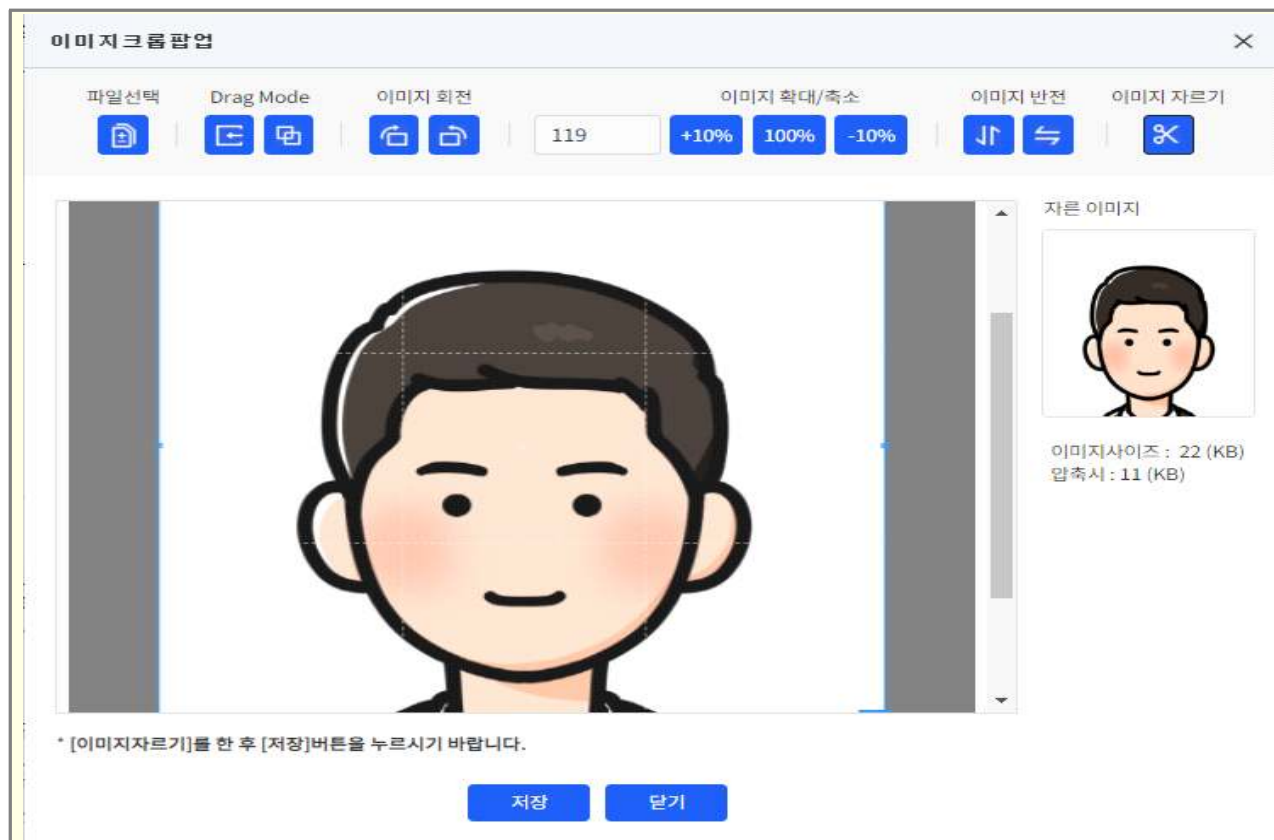 이미지크롭팝업
파일선택 Drag Mode 이미지 회전 이미지 확대/축소 이미지 반전 이미지 자르기
119 +10% 100% -10%
자른 이미지
이미지사이즈 : 22 (KB)
압축시 : 11 (KB)
* [이미지자르기]를 한 후 [저장]버튼을 누르시기 바랍니다.
저장 닫기